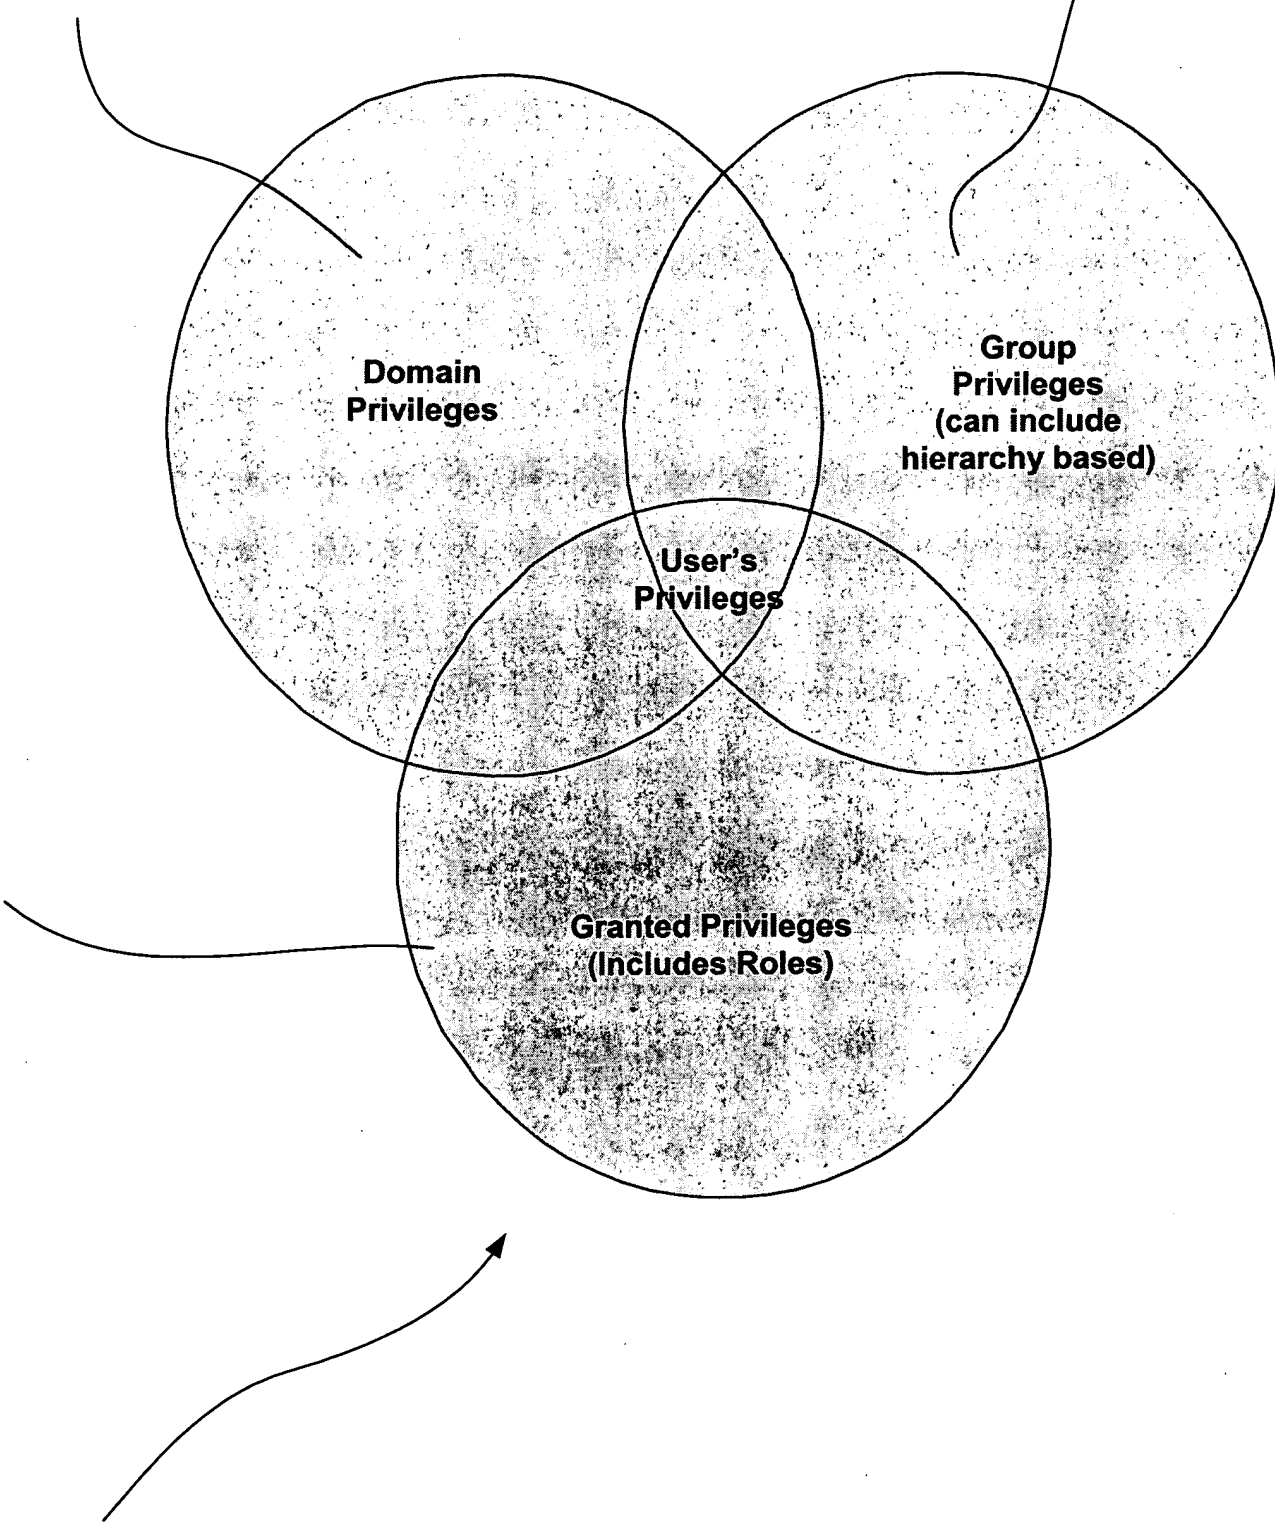 Domain
Privileges
Group
Privileges
(can include
hierarchy based)
User's
Privileges
Granted Privileges
(Includes Roles)